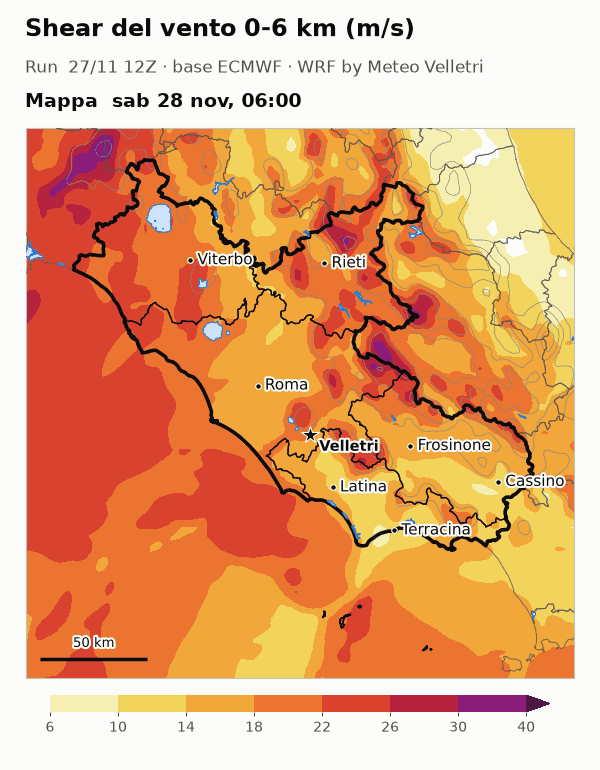 Shear del vento 0-6 km (m/s)
Run  27/11 12Z · base ECMWF · WRF by Meteo Velletri
Mappa  sab 28 nov, 06:00
Viterbo
Rieti
Roma
Velletri
Frosinone
Cassino
Latina
Terracina
50 km
6 10 14 18 22 26 30 40